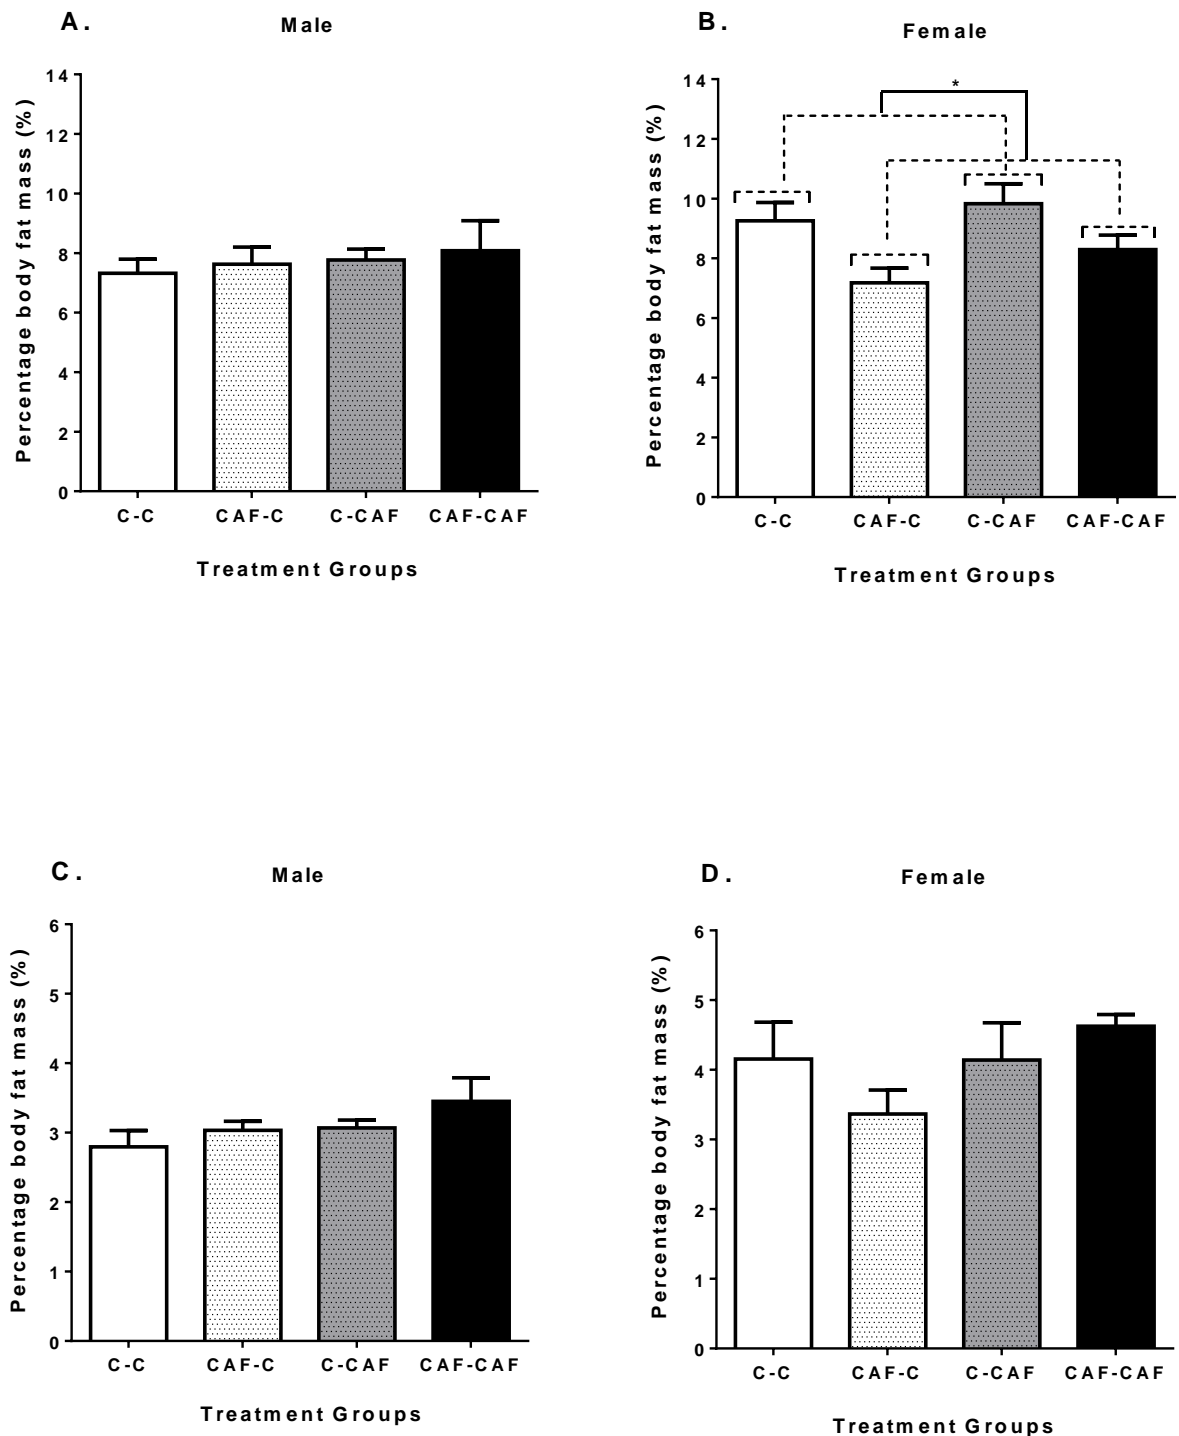 A.
Male
Percentage body fat mass (%)
14
12
10
8
6
4
2
0
C-C CAF-C C-CAF CAF-CAF
Treatment Groups
B.
Female
Percentage body fat mass (%)
14
12
10
8
6
4
2
0
*
C-C CAF-C C-CAF CAF-CAF
Treatment Groups
C.
Male
Percentage body fat mass (%)
6
5
4
3
2
1
0
C-C CAF-C C-CAF CAF-CAF
Treatment Groups
D.
Female
Percentage body fat mass (%)
6
5
4
3
2
1
0
C-C CAF-C C-CAF CAF-CAF
Treatment Groups